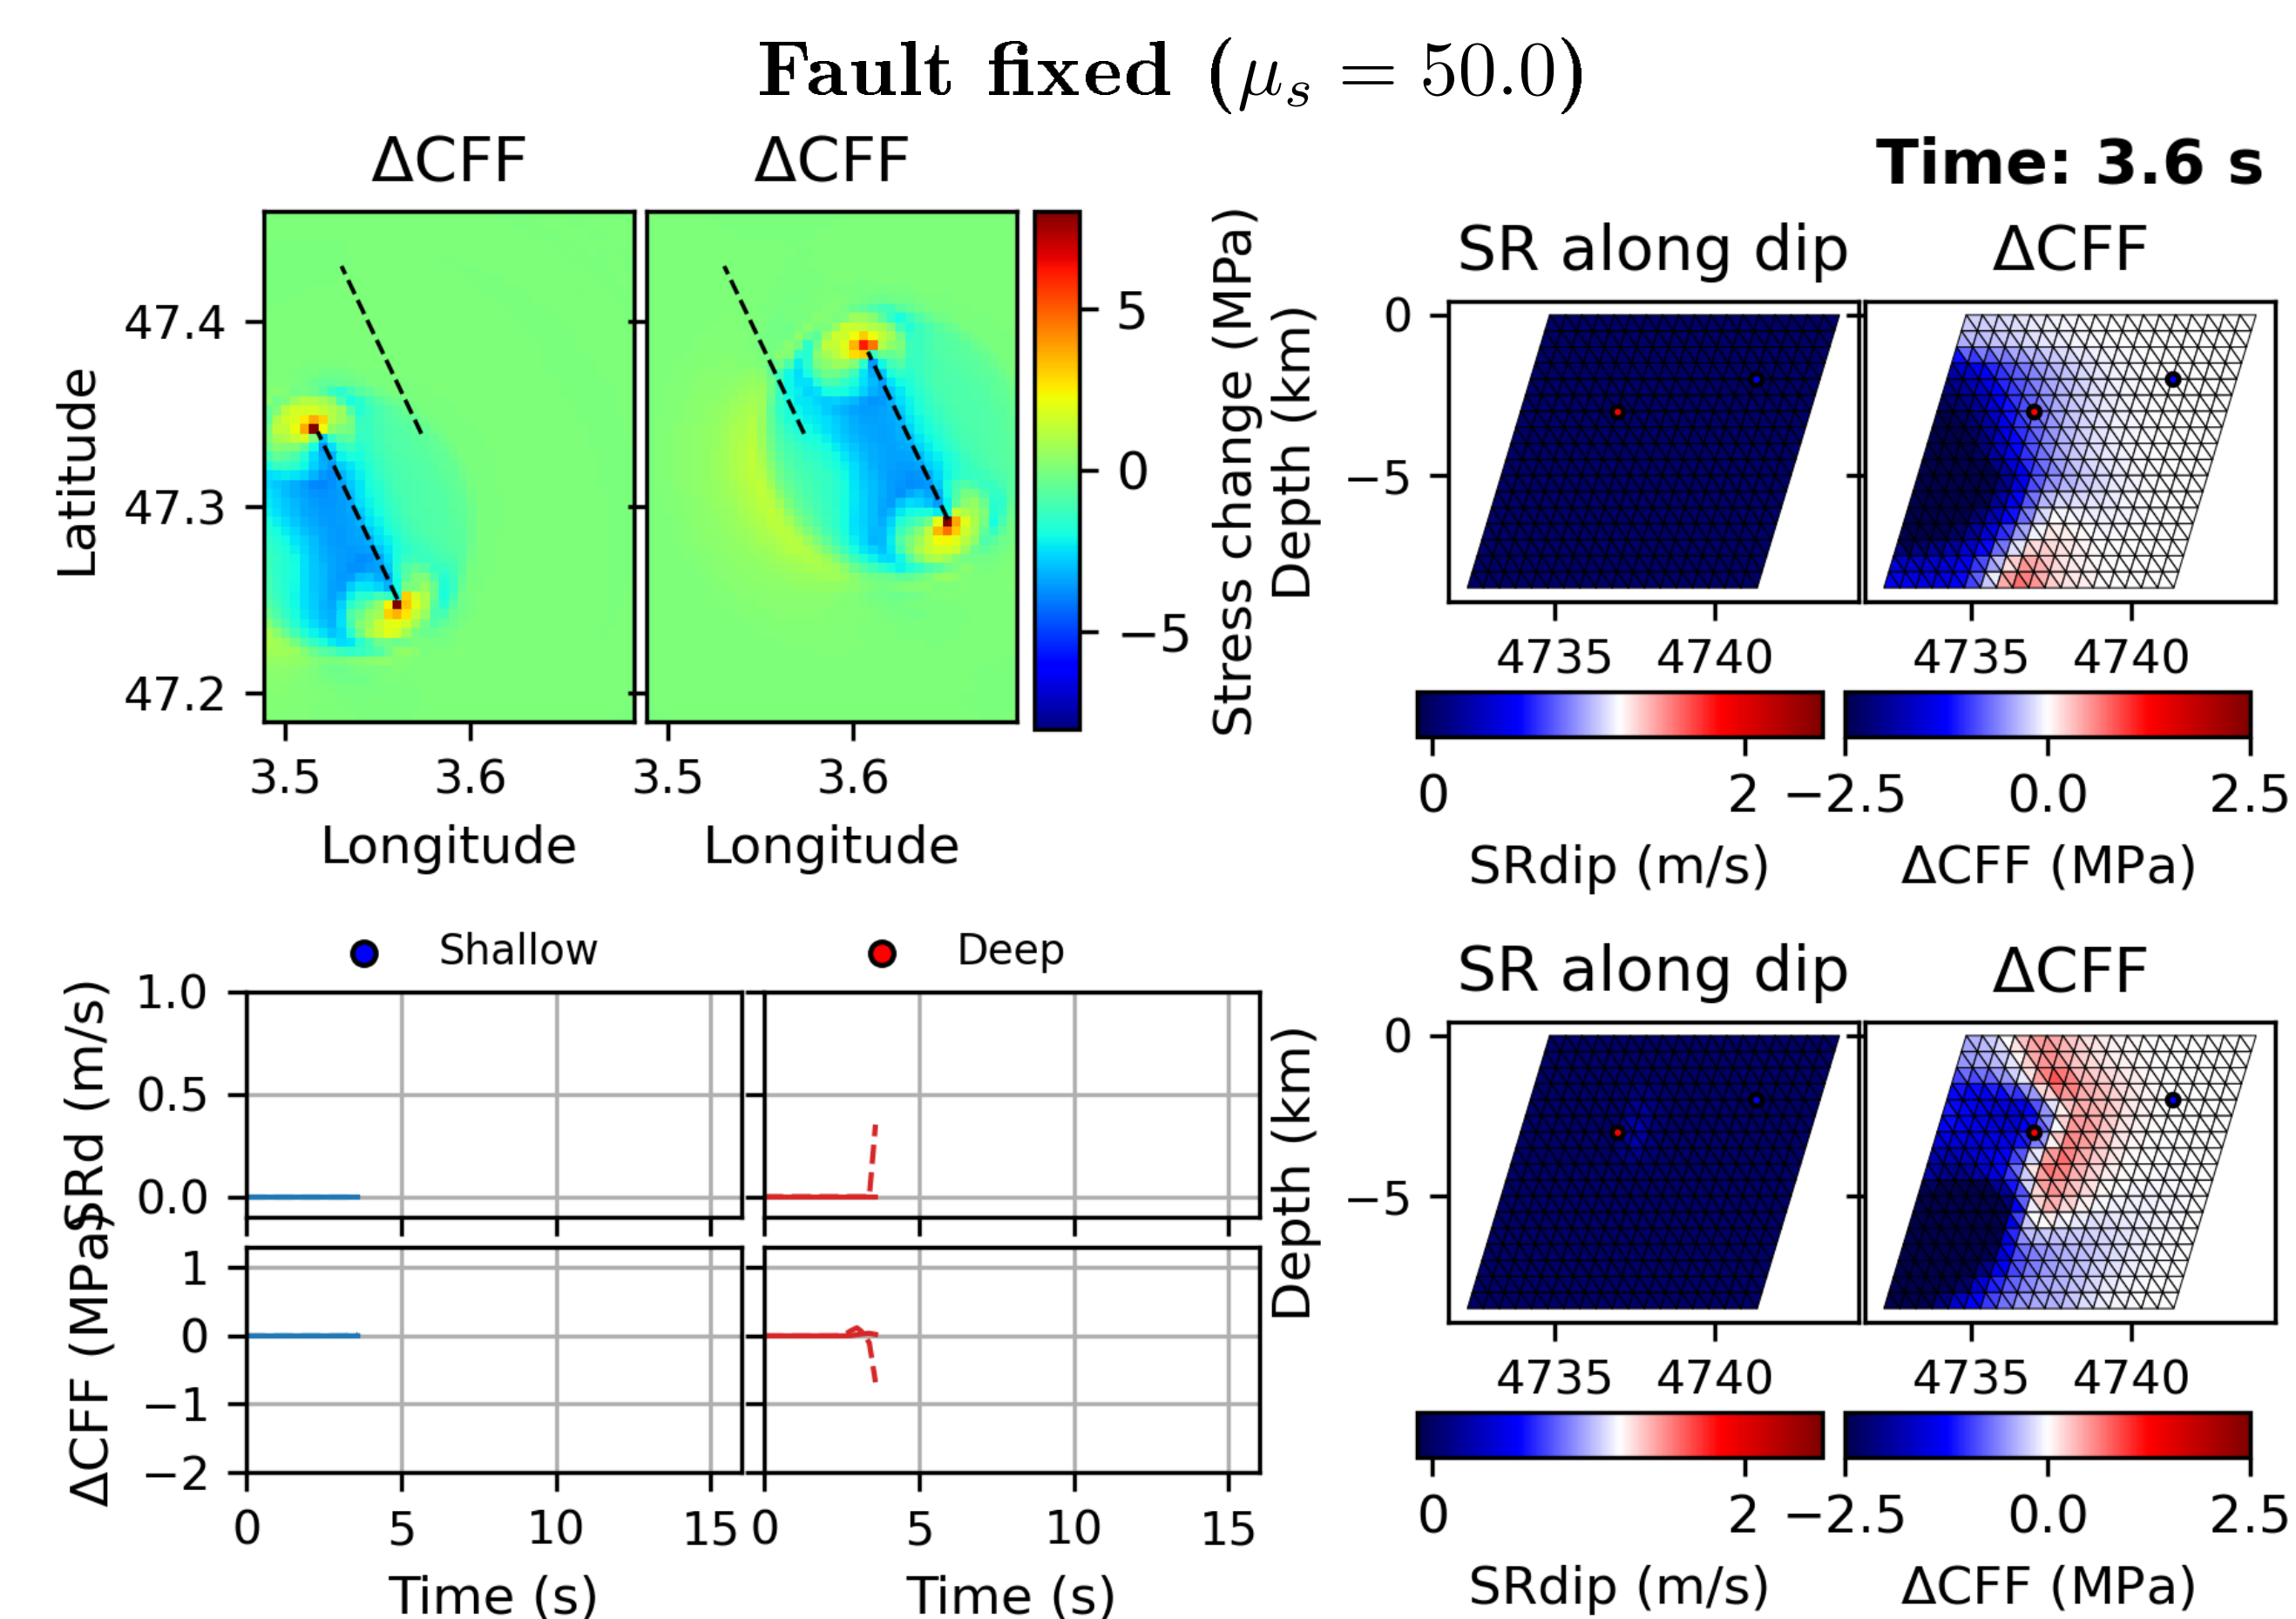 Fault fixed (μs = 50.0)
Time: 3.6 s
ΔCFF
ΔCFF
Latitude
47.4
47.3
47.2
3.5
3.6
3.5
3.6
Longitude
Longitude
5
0
−5
Stress change (MPa)
SR along dip
ΔCFF
Depth (km)
0
−5
4735
4740
4735
4740
0
2
−2.5
0.0
2.5
SRdip (m/s)
ΔCFF (MPa)
Shallow
Deep
SRd (m/s)
1.0
0.5
0.0
ΔCFF (MPa)
1
0
−1
−2
0
5
10
15
0
5
10
15
Time (s)
Time (s)
SR along dip
ΔCFF
Depth (km)
0
−5
4735
4740
4735
4740
0
2
−2.5
0.0
2.5
SRdip (m/s)
ΔCFF (MPa)